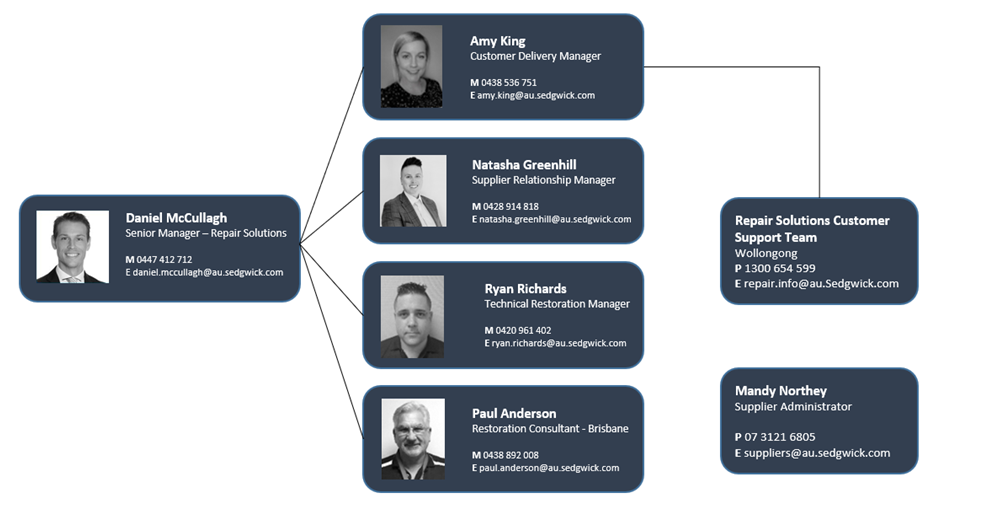 Amy King
Customer Delivery Manager
M 0438 536 751
E amy.king@au.sedgwick.com
Natasha Greenhill
Supplier Relationship Manager
M 0428 914 818
E natasha.greenhill@au.sedgwick.com
Daniel McCullagh
Senior Manager – Repair Solutions
M 0447 412 712
E daniel.mccullagh@au.sedgwick.com
Repair Solutions Customer
Support Team
Wollongong
P 1300 654 599
E repair.info@au.Sedgwick.com
Ryan Richards
Technical Restoration Manager
M 0420 961 402
E ryan.richards@au.sedgwick.com
Mandy Northey
Supplier Administrator
P 07 3121 6805
E suppliers@au.sedgwick.com
Paul Anderson
Restoration Consultant - Brisbane
M 0438 892 008
E paul.anderson@au.sedgwick.com